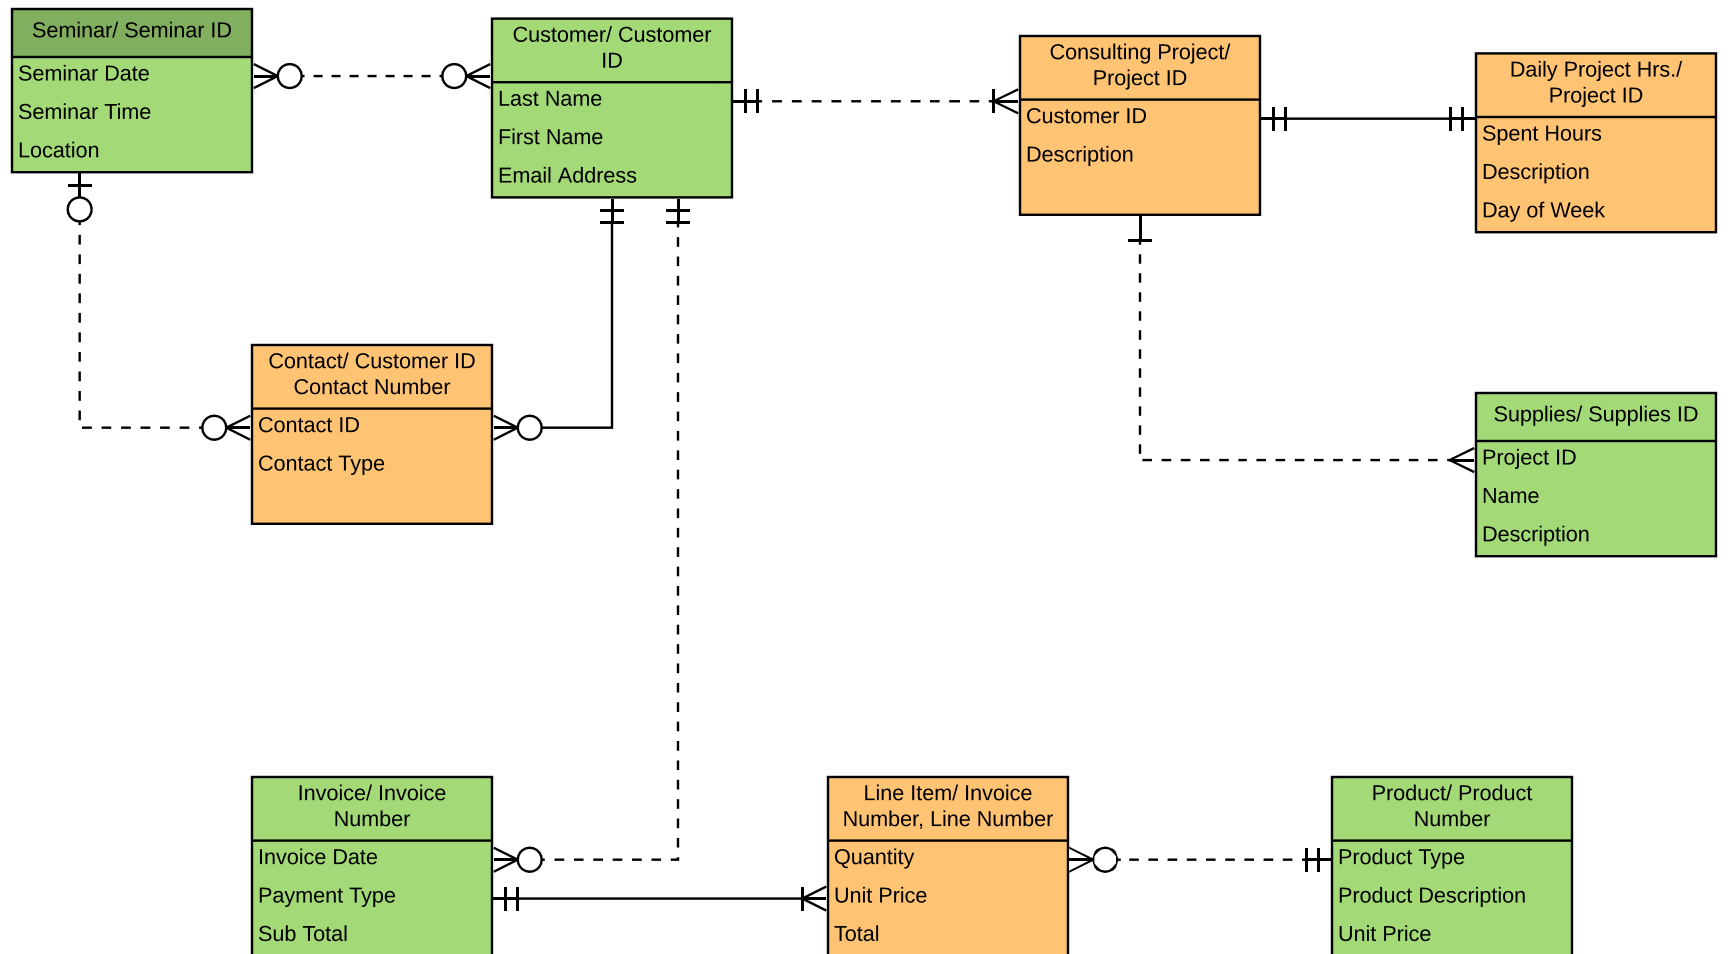 Seminar/ Seminar ID
Seminar Date
Seminar Time
Location
Customer/ Customer
ID
Last Name
First Name
Email Address
Consulting Project/
Project ID
Customer ID
Description
Daily Project Hrs./
Project ID
Spent Hours
Description
Day of Week
Contact/ Customer ID
Contact Number
Contact ID
Contact Type
Supplies/ Supplies ID
Project ID
Name
Description
Invoice/ Invoice
Number
Invoice Date
Payment Type
Sub Total
Line Item/ Invoice
Number, Line Number
Quantity
Unit Price
Total
Product/ Product
Number
Product Type
Product Description
Unit Price